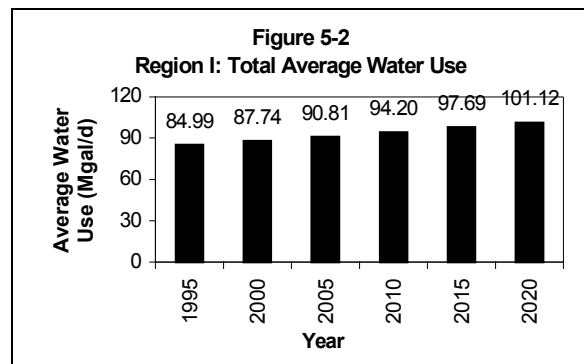 Figure 5-2
Region I: Total Average Water Use
Average Water
Use (Mgal/d)
120
90
60
30
0
84.99 87.74 90.81 94.20 97.69 101.12
1995 2000 2005 2010 2015 2020
Year